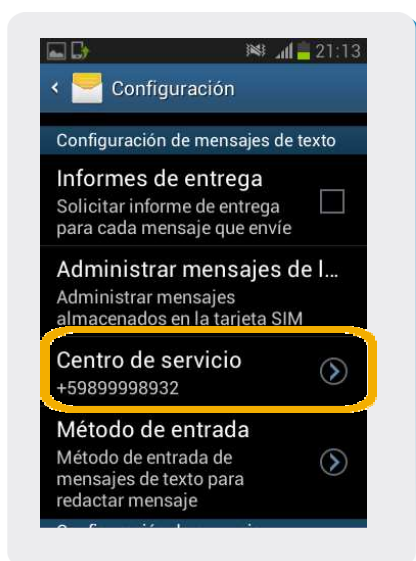 21:13
Configuración
Configuración de mensajes de texto
Informes de entrega
Solicitar informe de entrega
para cada mensaje que envíe
Administrar mensajes de l...
Administrar mensajes
almacenados en la tarjeta SIM
Centro de servicio
+59899998932
Método de entrada
Método de entrada de
mensajes de texto para
redactar mensaje